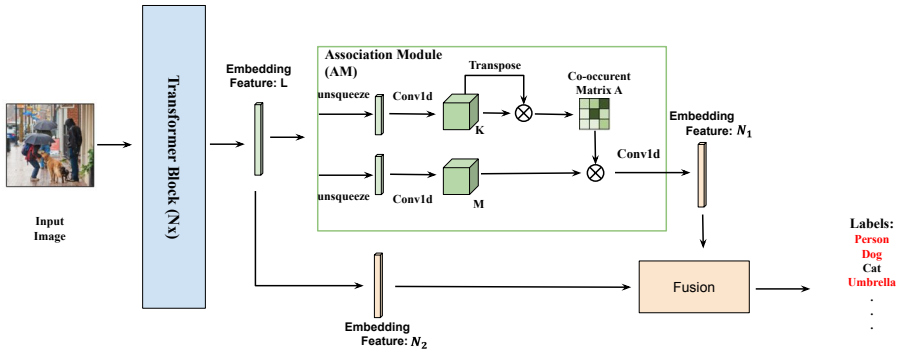 Input
Image
Transformer Block (Nx)
Embedding
Feature: L
Association Module
(AM)
unsqueeze
Conv1d
K
Transpose
Co-occurent
Matrix A
unsqueeze
Conv1d
M
Conv1d
Embedding
Feature: N₁
Embedding
Feature: N₂
Fusion
Labels:
Person
Dog
Cat
Umbrella
.
.
.